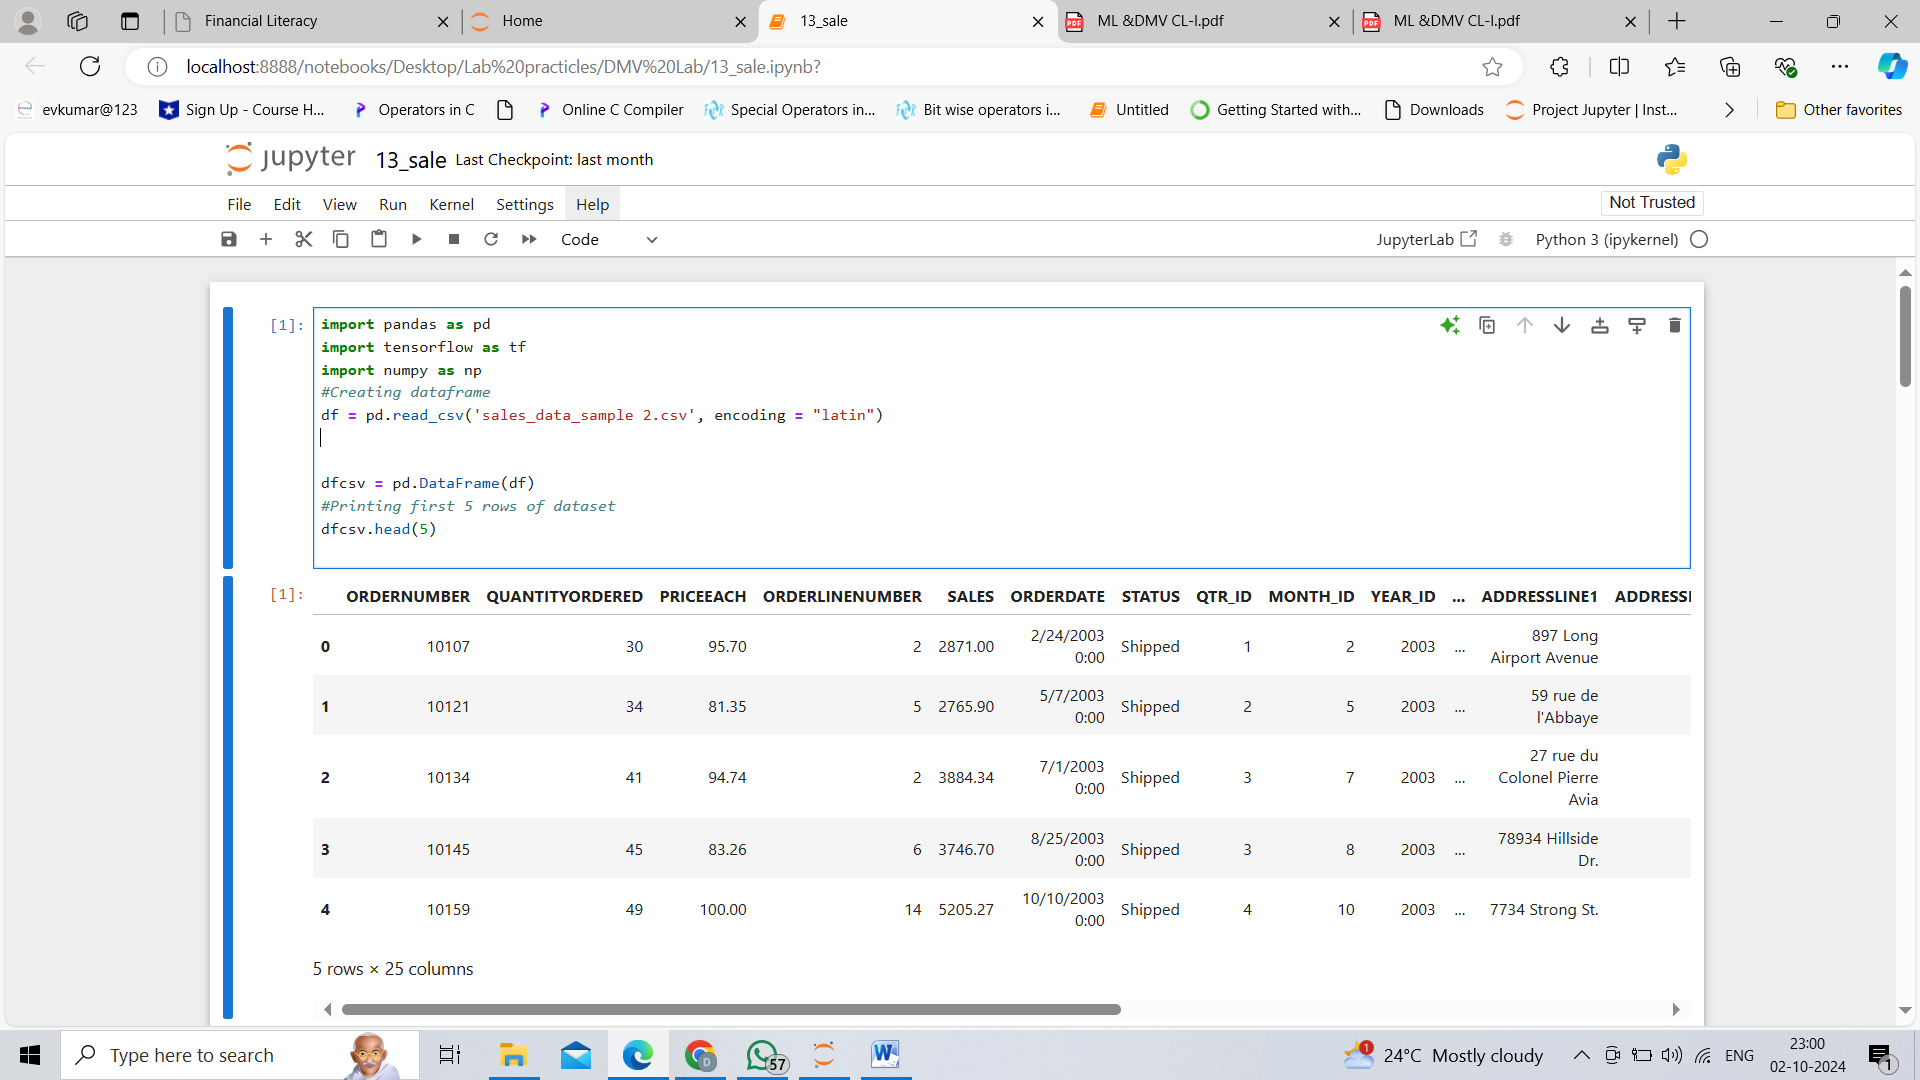 Financial Literacy
Home
13_sale
ML &DMV CL-I.pdf
ML &DMV CL-I.pdf
localhost:8888/notebooks/Desktop/Lab%20practicles/DMV%20Lab/13_sale.ipynb?
evkumar@123
Sign Up - Course H...
Operators in C
Online C Compiler
Special Operators in...
Bit wise operators i...
Untitled
Getting Started with...
Downloads
Project Jupyter | Inst...
Other favorites
jupyter 13_sale Last Checkpoint: last month
File Edit View Run Kernel Settings Help
Not Trusted
Code
JupyterLab
Python 3 (ipykernel)
[1]:
import pandas as pd
import tensorflow as tf
import numpy as np
#Creating dataframe
df = pd.read_csv('sales_data_sample 2.csv', encoding = "latin")
dfcsv = pd.DataFrame(df)
#Printing first 5 rows of dataset
dfcsv.head(5)
[1]:
ORDERNUMBER QUANTITYORDERED PRICEEACH ORDERLINENUMBER SALES ORDERDATE STATUS QTR_ID MONTH_ID YEAR_ID ... ADDRESSLINE1
0 10107 30 95.70 2 2871.00 2/24/2003 0:00 Shipped 1 2 2003 ... 897 Long Airport Avenue
1 10121 34 81.35 5 2765.90 5/7/2003 0:00 Shipped 2 5 2003 ... 59 rue de l'Abbaye
2 10134 41 94.74 2 3884.34 7/1/2003 0:00 Shipped 3 7 2003 ... 27 rue du Colonel Pierre Avia
3 10145 45 83.26 6 3746.70 8/25/2003 0:00 Shipped 3 8 2003 ... 78934 Hillside Dr.
4 10159 49 100.00 14 5205.27 10/10/2003 0:00 Shipped 4 10 2003 ... 7734 Strong St.
5 rows × 25 columns
Type here to search
57
1
24°C Mostly cloudy
ENG
23:00
02-10-2024
1